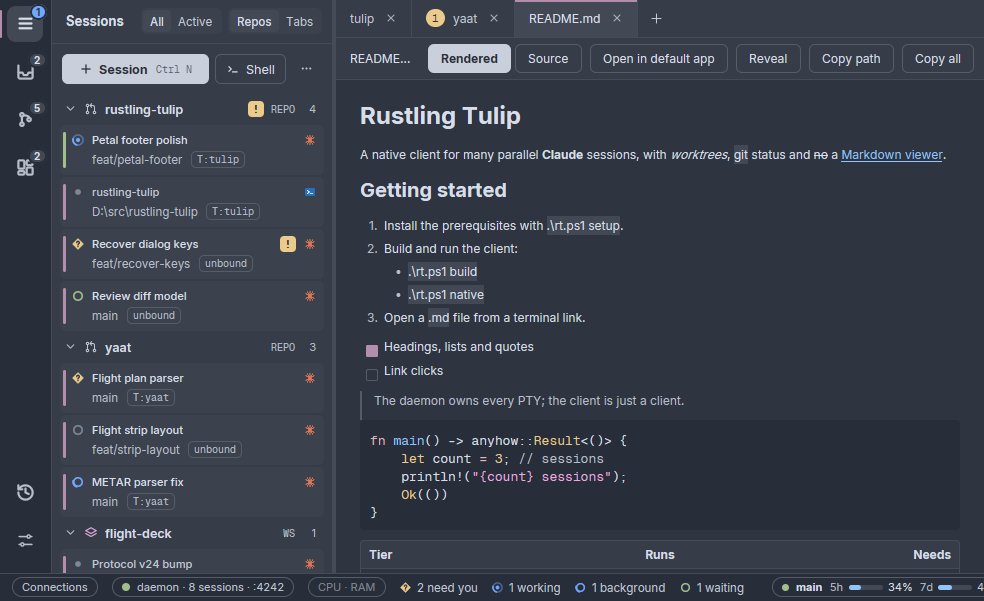 1
2
5
2
Sessions All Active Repos Tabs
+ Session Ctrl N >_ Shell ···
rustling-tulip ! REPO 4
Petal footer polish
feat/petal-footer T:tulip
rustling-tulip
D:\src\rustling-tulip T:tulip
Recover dialog keys !
feat/recover-keys unbound
Review diff model
main unbound
yaat REPO 3
Flight plan parser
main T:yaat
Flight strip layout
feat/strip-layout unbound
METAR parser fix
main T:yaat
flight-deck WS 1
Protocol v24 bump
tulip × 1 yaat × README.md × +
README... Rendered Source Open in default app Reveal Copy path Copy all
Rustling Tulip
A native client for many parallel Claude sessions, with worktrees, git status and no a Markdown viewer.
Getting started
1. Install the prerequisites with .\rt.ps1 setup.
2. Build and run the client:
• .\rt.ps1 build
• .\rt.ps1 native
3. Open a .md file from a terminal link.
Headings, lists and quotes
Link clicks
The daemon owns every PTY; the client is just a client.
fn main() -> anyhow::Result<()> {
let count = 3; // sessions
println!("{count} sessions");
Ok(())
}
Tier Runs Needs
Connections daemon · 8 sessions · :4242 CPU · RAM 2 need you 1 working 1 background 1 waiting main 5h 34% 7d 4